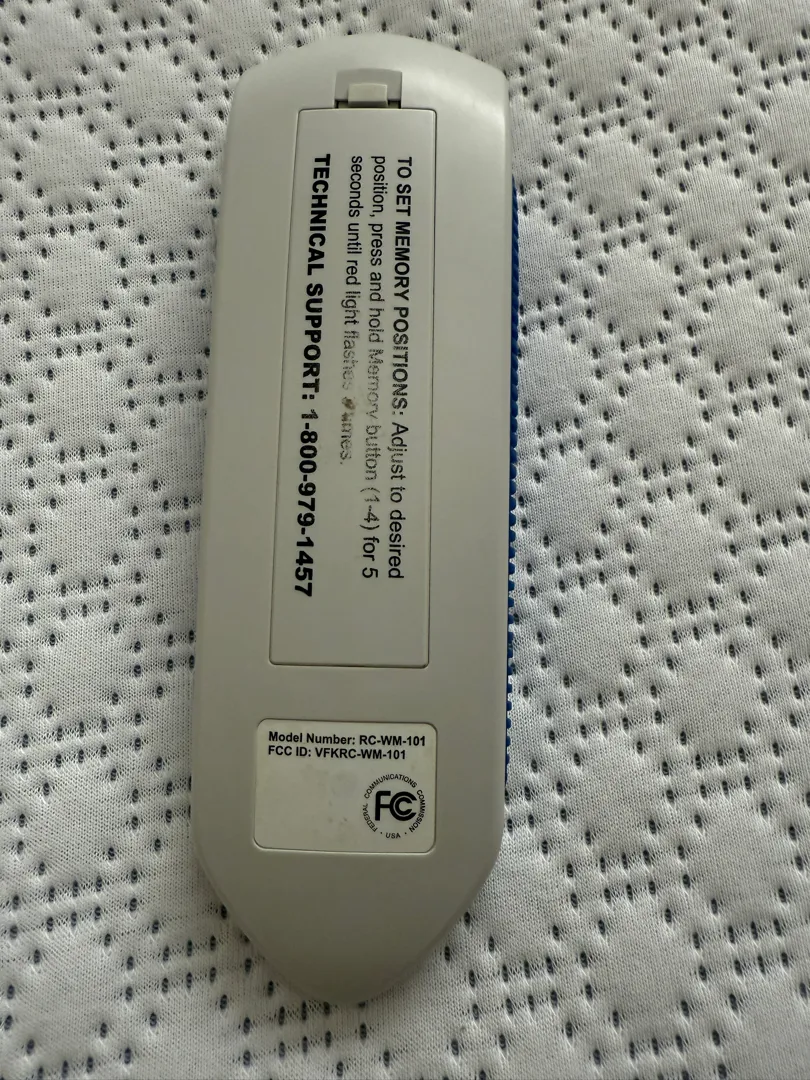 TO SET MEMORY POSITIONS: Adjust to desired
position, press and hold Memory button (1-4) for 5
seconds until red light flashes times.
TECHNICAL SUPPORT: 1-800-979-1457
Model Number: RC-WM-101
FCC ID: VFKRC-WM-101
FEDERAL COMMUNICATIONS COMMISSION
FC
• USA •